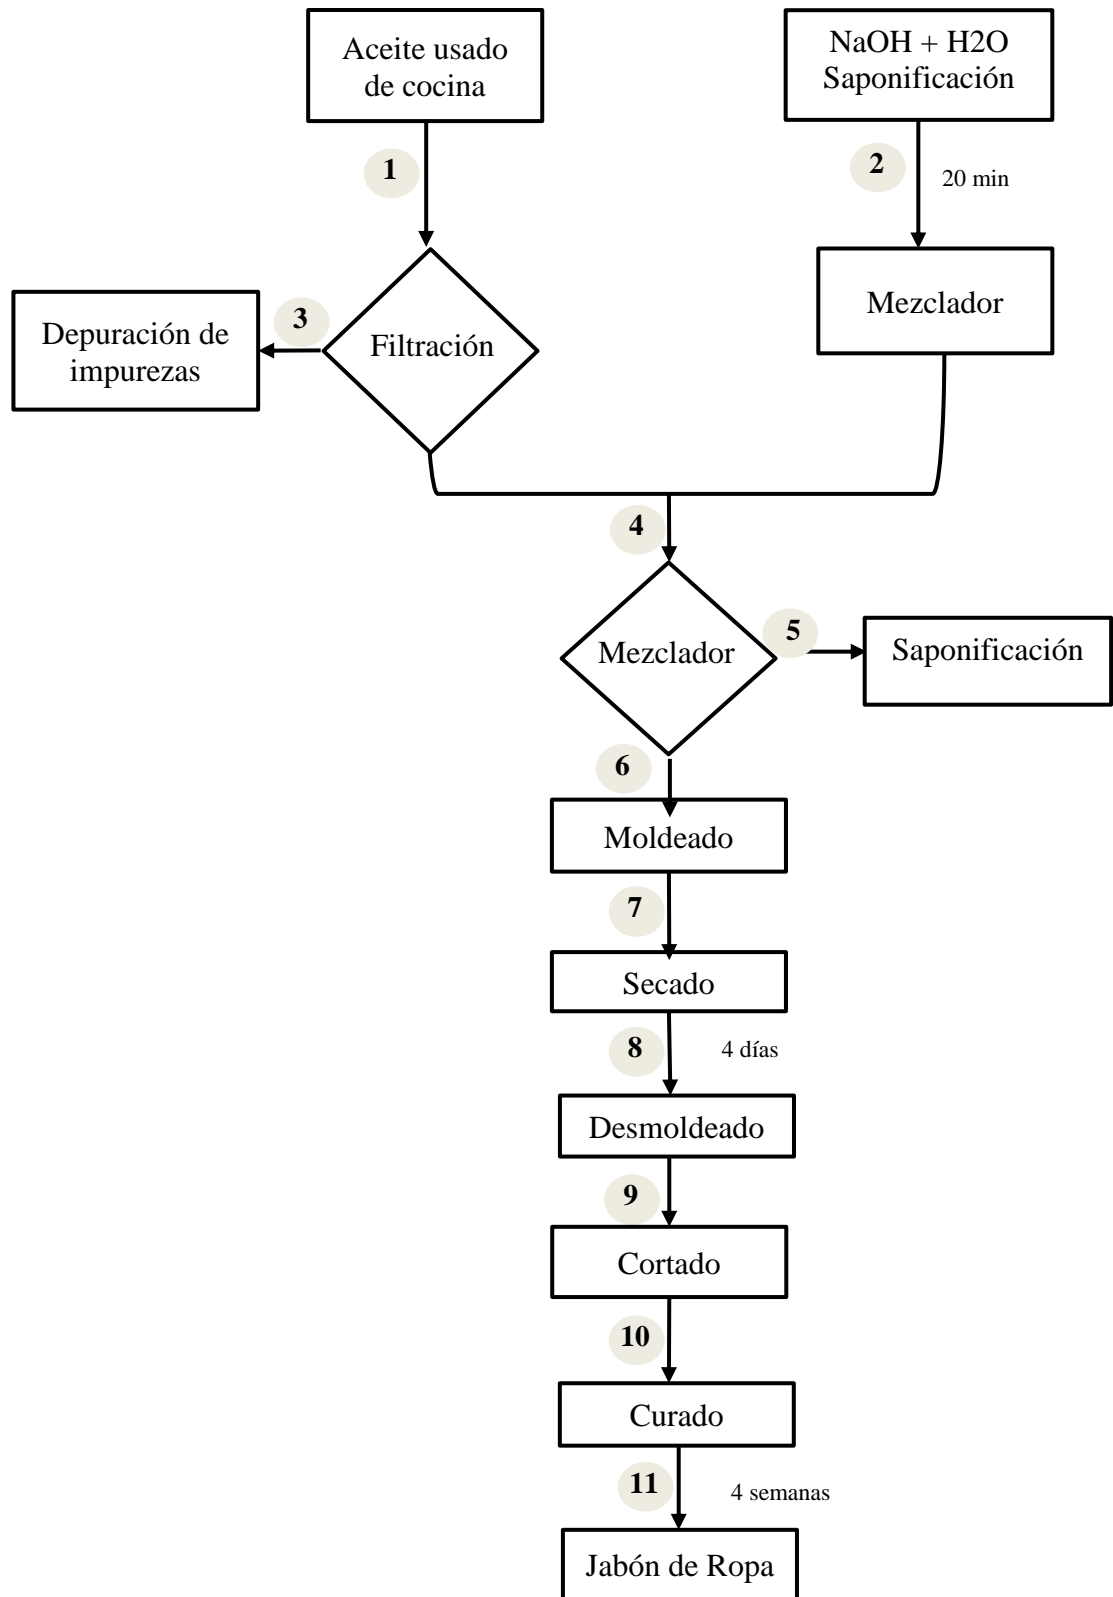 Aceite usado
de cocina
NaOH + H2O
Saponificación
1
2
20 min
Mezclador
3
Depuración de
impurezas
Filtración
4
Mezclador
5
Saponificación
6
Moldeado
7
Secado
8
4 días
Desmoldeado
9
Cortado
10
Curado
11
4 semanas
Jabón de Ropa